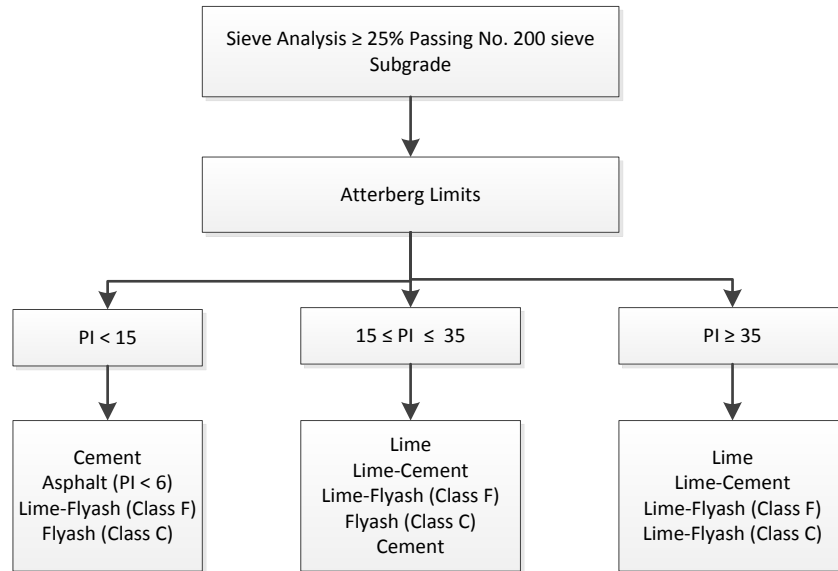 Sieve Analysis ≥ 25% Passing No. 200 sieve
Subgrade
Atterberg Limits
PI < 15
15 ≤ PI ≤ 35
PI ≥ 35
Cement
Asphalt (PI < 6)
Lime-Flyash (Class F)
Flyash (Class C)
Lime
Lime-Cement
Lime-Flyash (Class F)
Flyash (Class C)
Cement
Lime
Lime-Cement
Lime-Flyash (Class F)
Lime-Flyash (Class C)